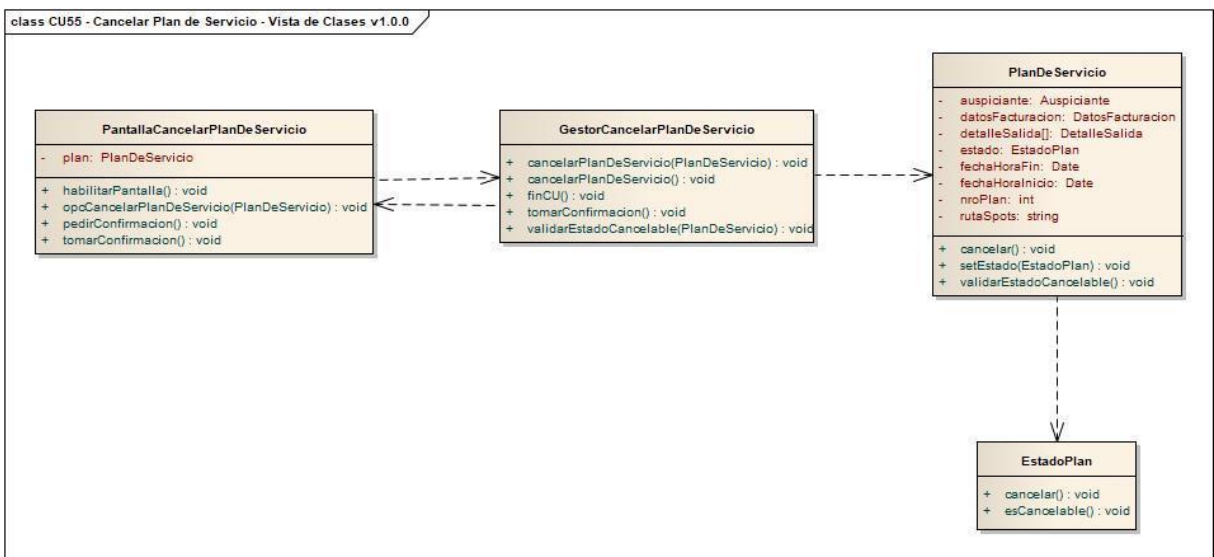 class CU55 - Cancelar Plan de Servicio - Vista de Clases v1.0.0
PantallaCancelarPlanDeServicio
- plan: PlanDeServicio
+ habilitarPantalla() : void
+ opcCancelarPlanDeServicio(PlanDeServicio) : void
+ pedirConfirmacion() : void
+ tomarConfirmacion() : void
GestorCancelarPlanDeServicio
+ cancelarPlanDeServicio(PlanDeServicio) : void
+ cancelarPlanDeServicio() : void
+ finCU() : void
+ tomarConfirmacion() : void
+ validarEstadoCancelable(PlanDeServicio) : void
PlanDeServicio
- auspiciante: Auspiciante
- datosFacturacion: DatosFacturacion
- detalleSalida[]: DetalleSalida
- estado: EstadoPlan
- fechaHoraFin: Date
- fechaHoraInicio: Date
- nroPlan: int
- rutaSpots: string
+ cancelar() : void
+ setEstado(EstadoPlan) : void
+ validarEstadoCancelable() : void
EstadoPlan
+ cancelar() : void
+ esCancelable() : void